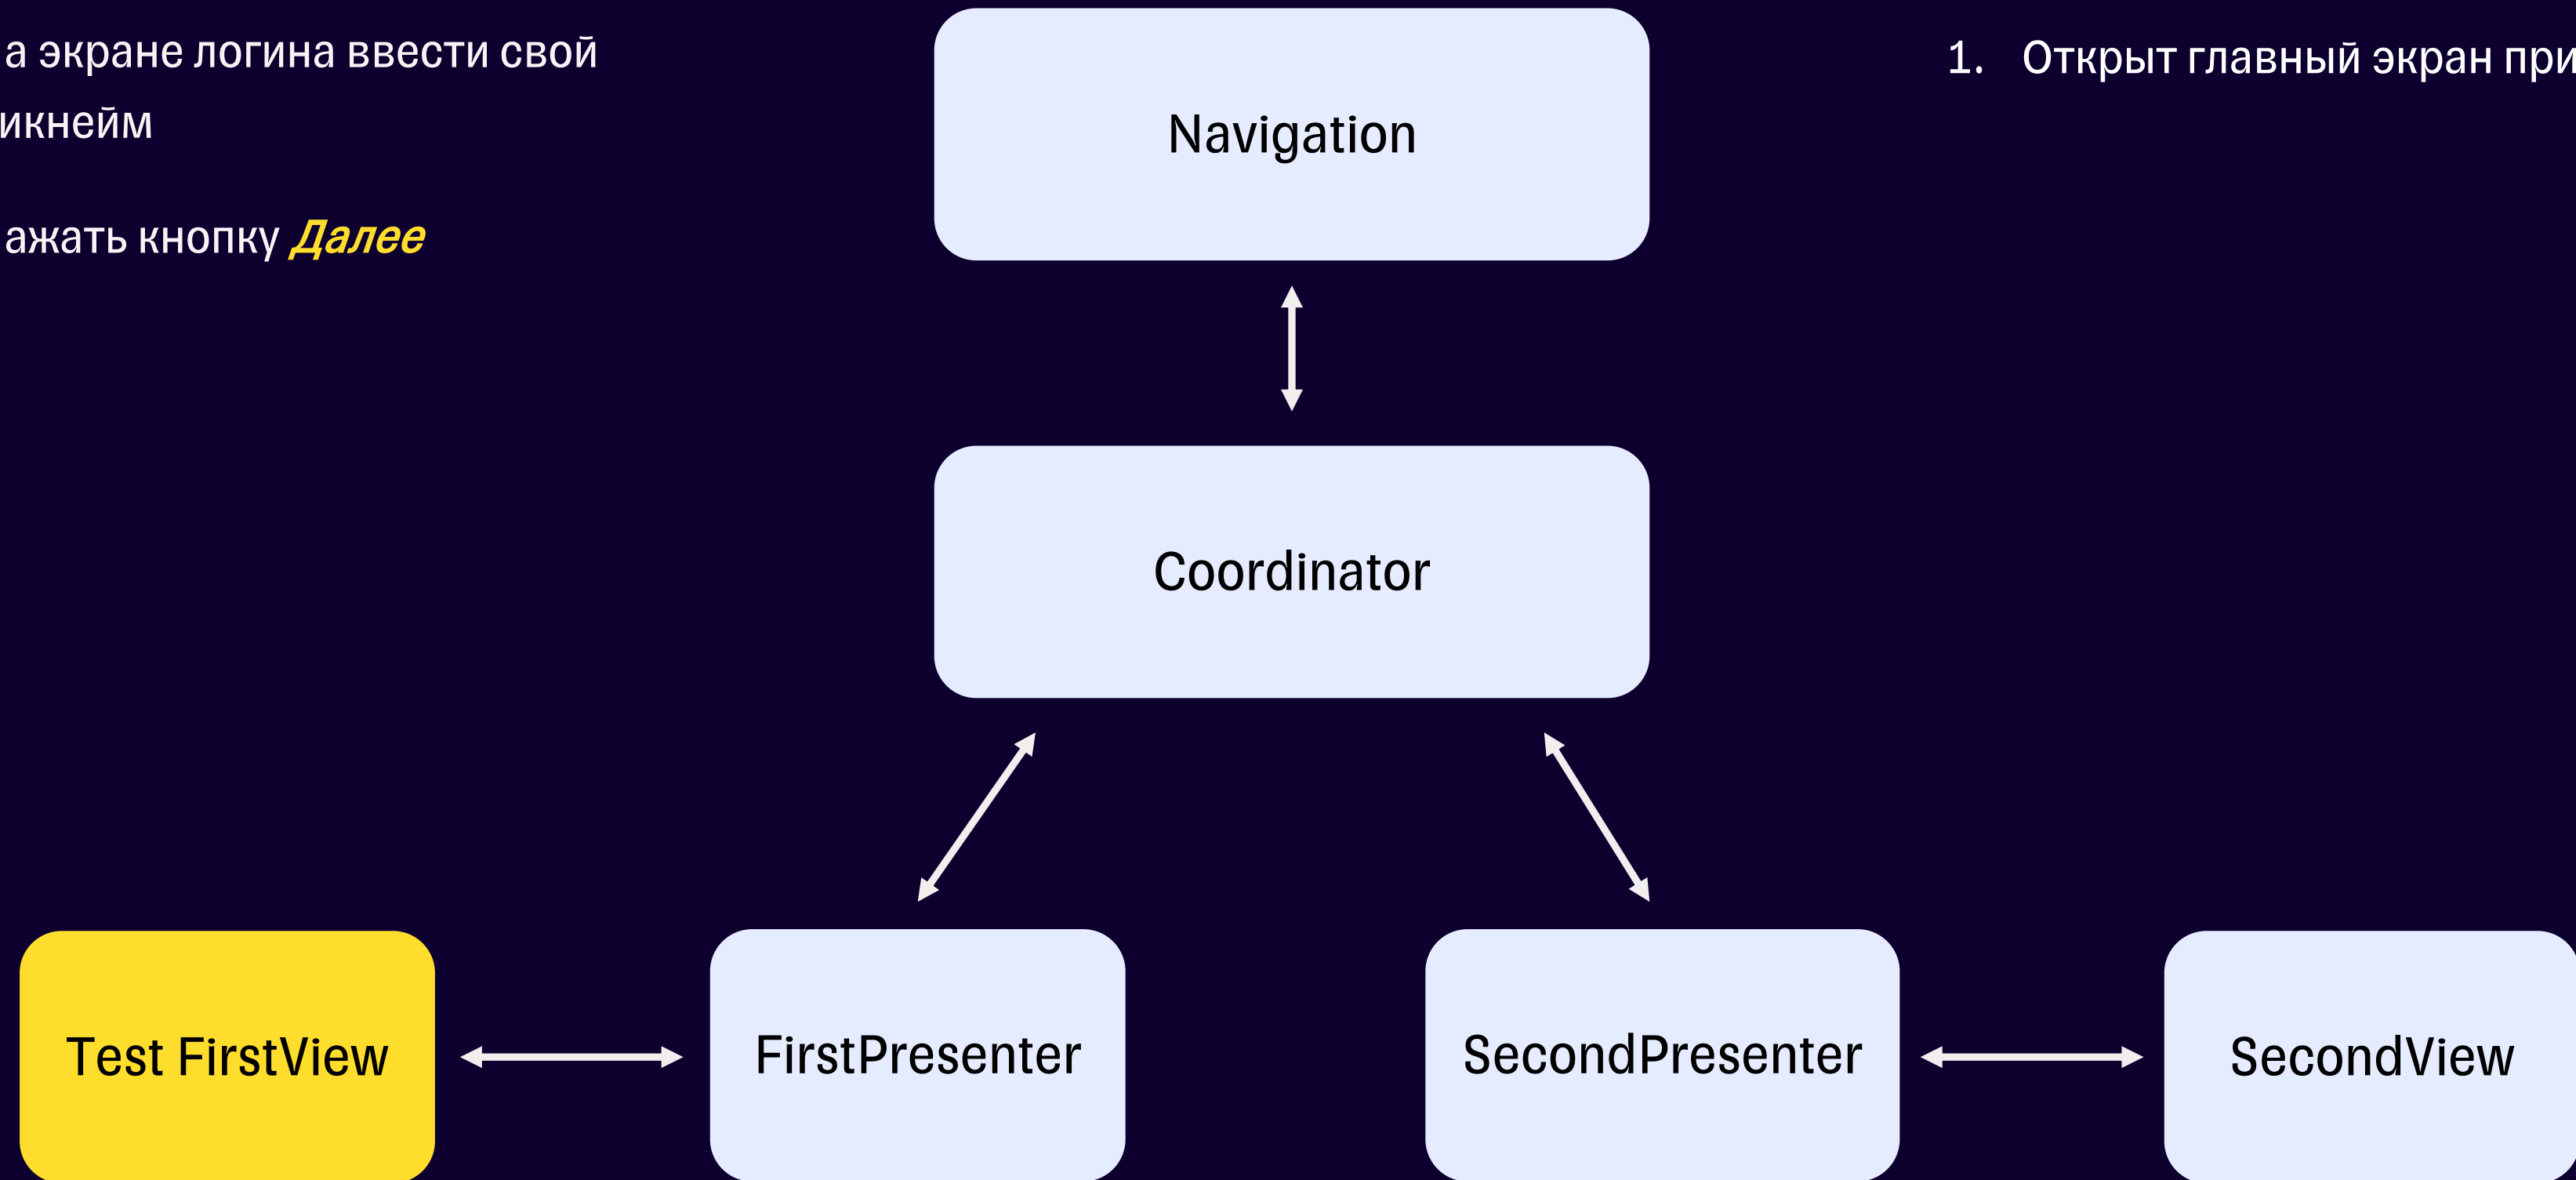 а экране логина ввести свой
икнейм
ажать кнопку Далее
1. Открыт главный экран при
Navigation
Coordinator
Test FirstView
FirstPresenter
SecondPresenter
SecondView